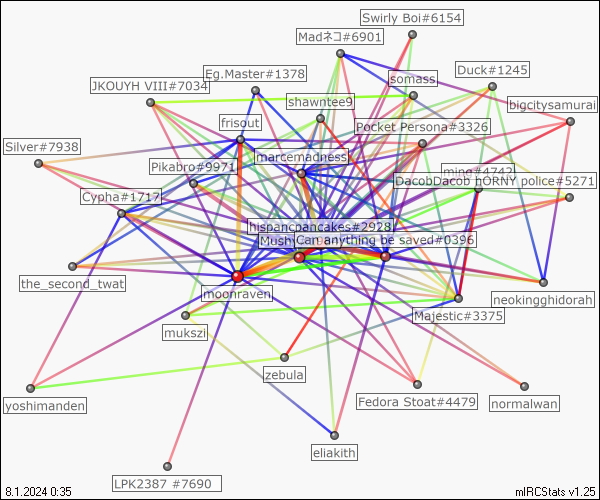 Swirly Boi#6154
Madネコ#6901
Eg.Master#1378
somass
Duck#1245
JKOUYH VIII#7034
shawntee9
bigcitysamurai
frisout
Pocket Persona#3326
Silver#7938
marcemadness
Pikabro#9971
ming#4742
DacobDacob
hORNY police#5271
Cypha#1717
hispancpancakes#2928
Mush
Can anything be saved#0396
the_second_twat
moonraven
neokingghidorah
Majestic#3375
mukszi
zebula
yoshimanden
Fedora Stoat#4479
normalwan
eliakith
LPK2387 #7690
8.1.2024 0:35
mIRCStats v1.25